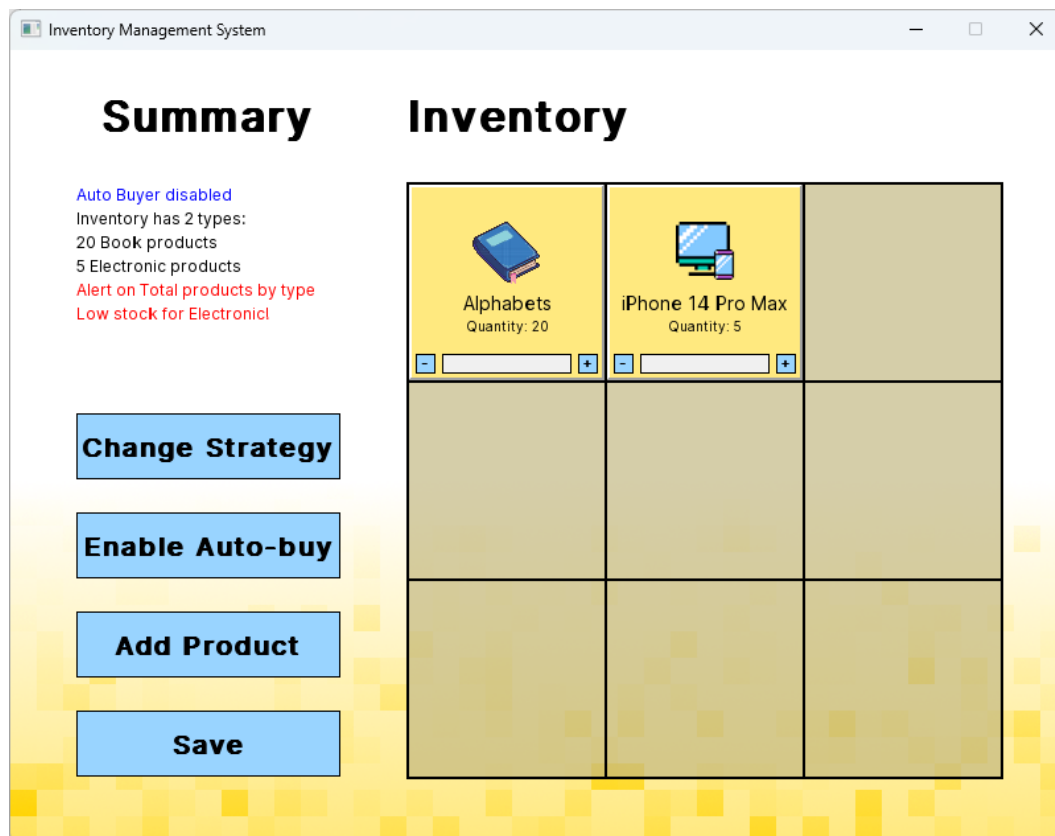 Inventory Management System
Summary
Inventory
Auto Buyer disabled
Inventory has 2 types:
20 Book products
5 Electronic products
Alert on Total products by type
Low stock for Electronic!
Alphabets
Quantity: 20
- +
iPhone 14 Pro Max
Quantity: 5
- +
Change Strategy
Enable Auto-buy
Add Product
Save